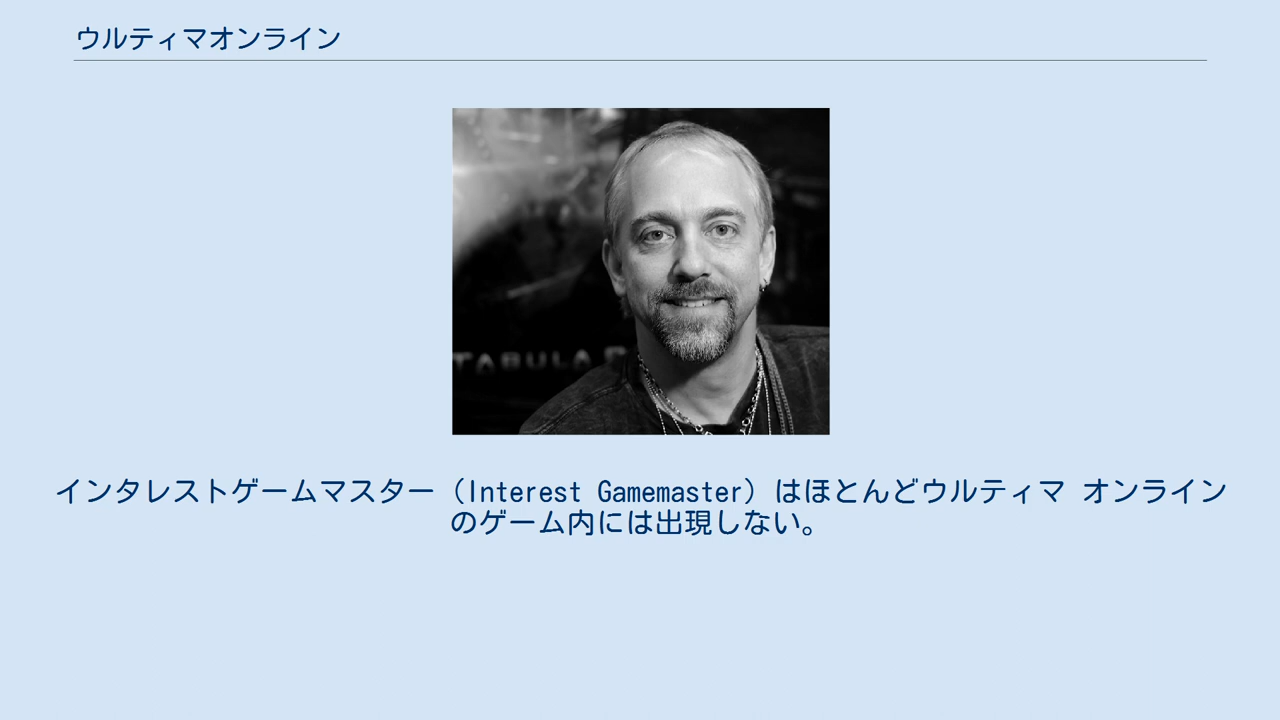 ウルティマオンライン
TABULA R
インタレストゲームマスター（Interest Gamemaster）はほとんどウルティマ オンライン
のゲーム内には出現しない。